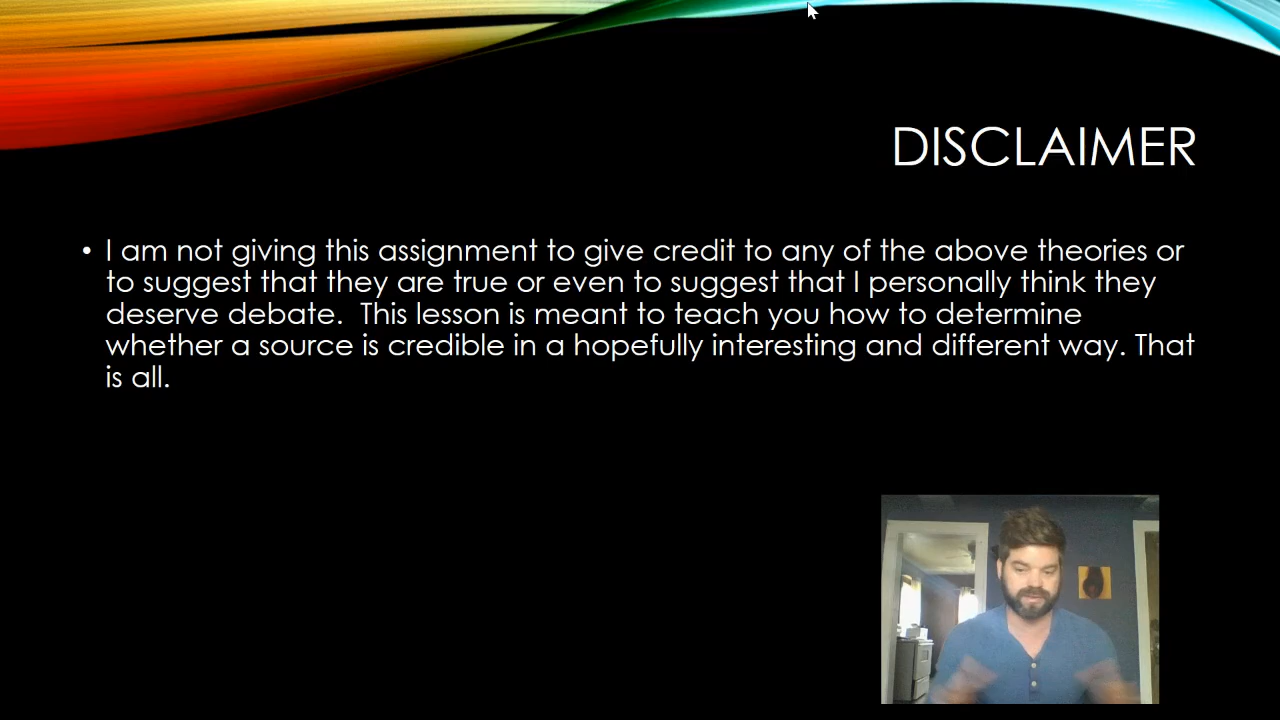 DISCLAIMER
• I am not giving this assignment to give credit to any of the above theories or
to suggest that they are true or even to suggest that I personally think they
deserve debate.  This lesson is meant to teach you how to determine
whether a source is credible in a hopefully interesting and different way. That
is all.